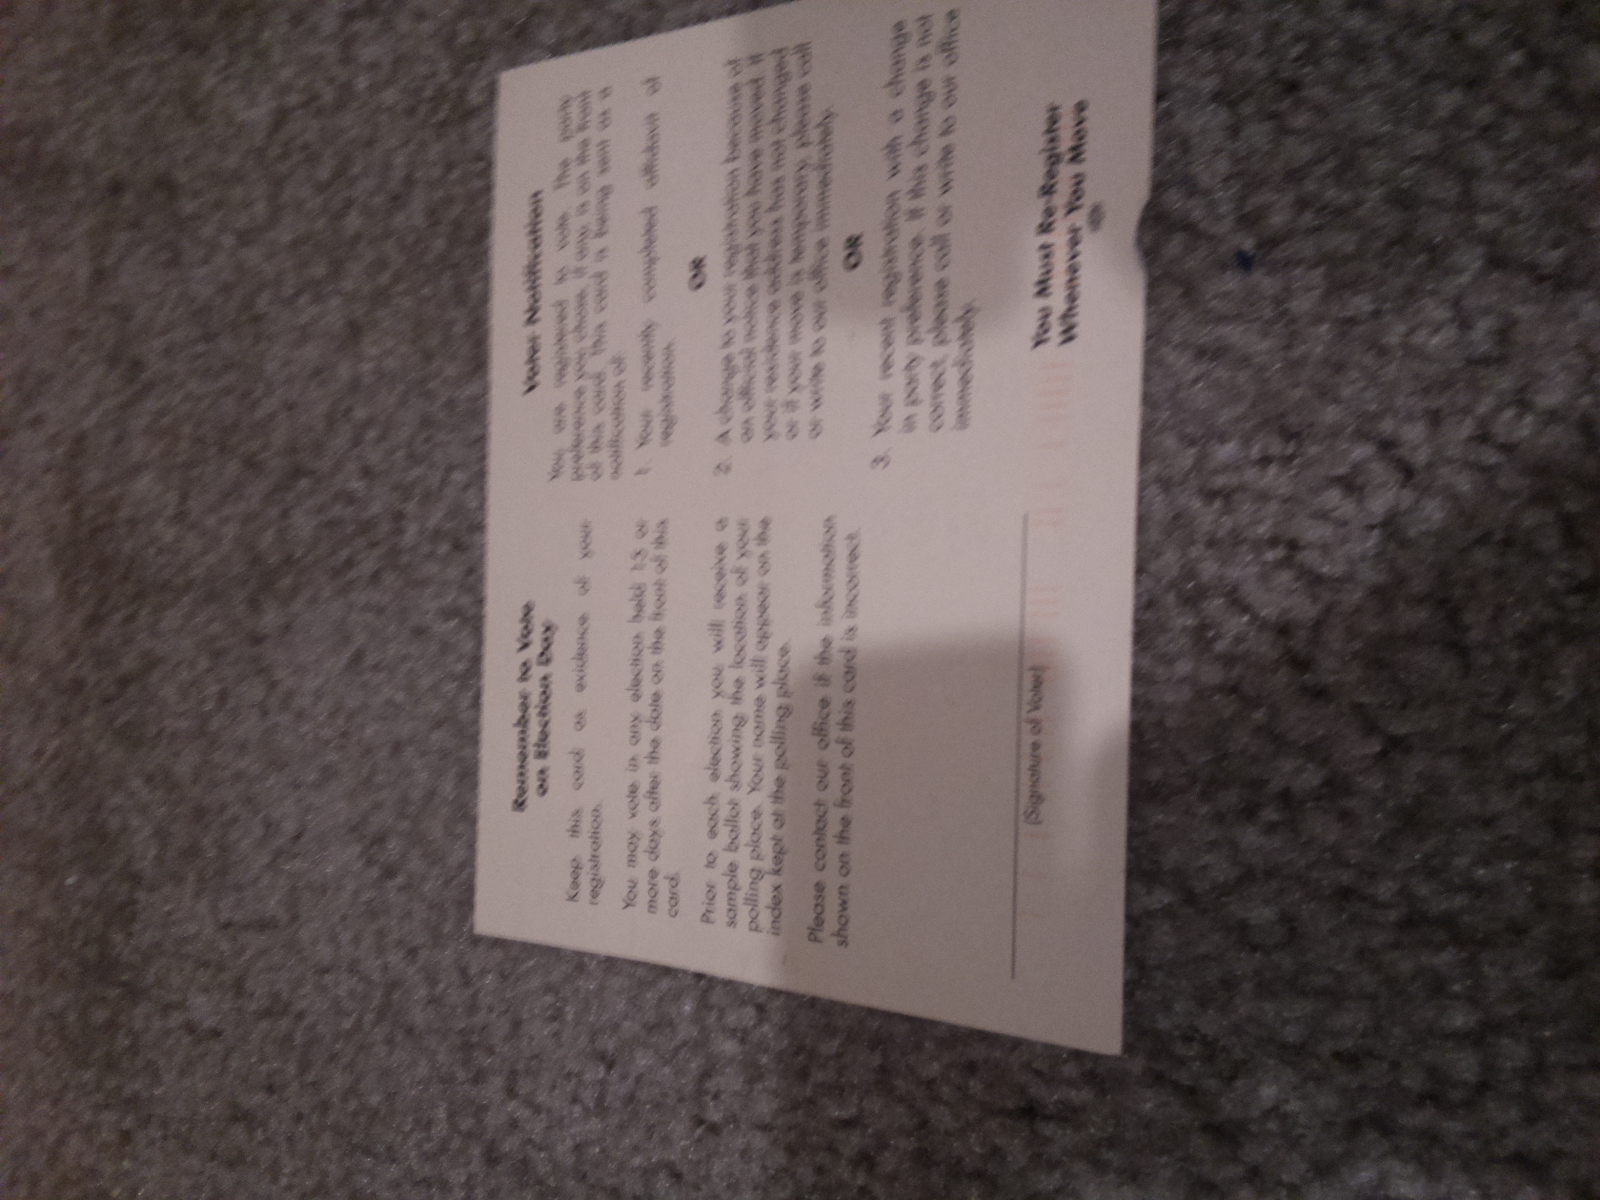 Remember to Vote
on Election Day
Keep this card as evidence of your
registration.
You may vote in any election held 15 or
more days after the date on the front of this
card.
Prior to each election you will receive a
sample ballot showing the location of your
polling place. Your name will appear on the
index kept at the polling place.
Please contact our office if the information
shown on the front of this card is incorrect.
(Signature of Voter)
Voter Notification
You are registered to vote. The party
preference you chose, if any, is on the front
of this card. This card is being sent as a
notification of:
1. Your recently completed affidavit of
registration.
OR
2. A change to your registration because of
an official notice that you have moved. If
your residence address has not changed
or if your move is temporary, please call
or write to our office immediately.
OR
3. Your recent registration with a change
in party preference. If this change is not
correct, please call or write to our office
immediately.
You Must Re-Register
Whenever You Move